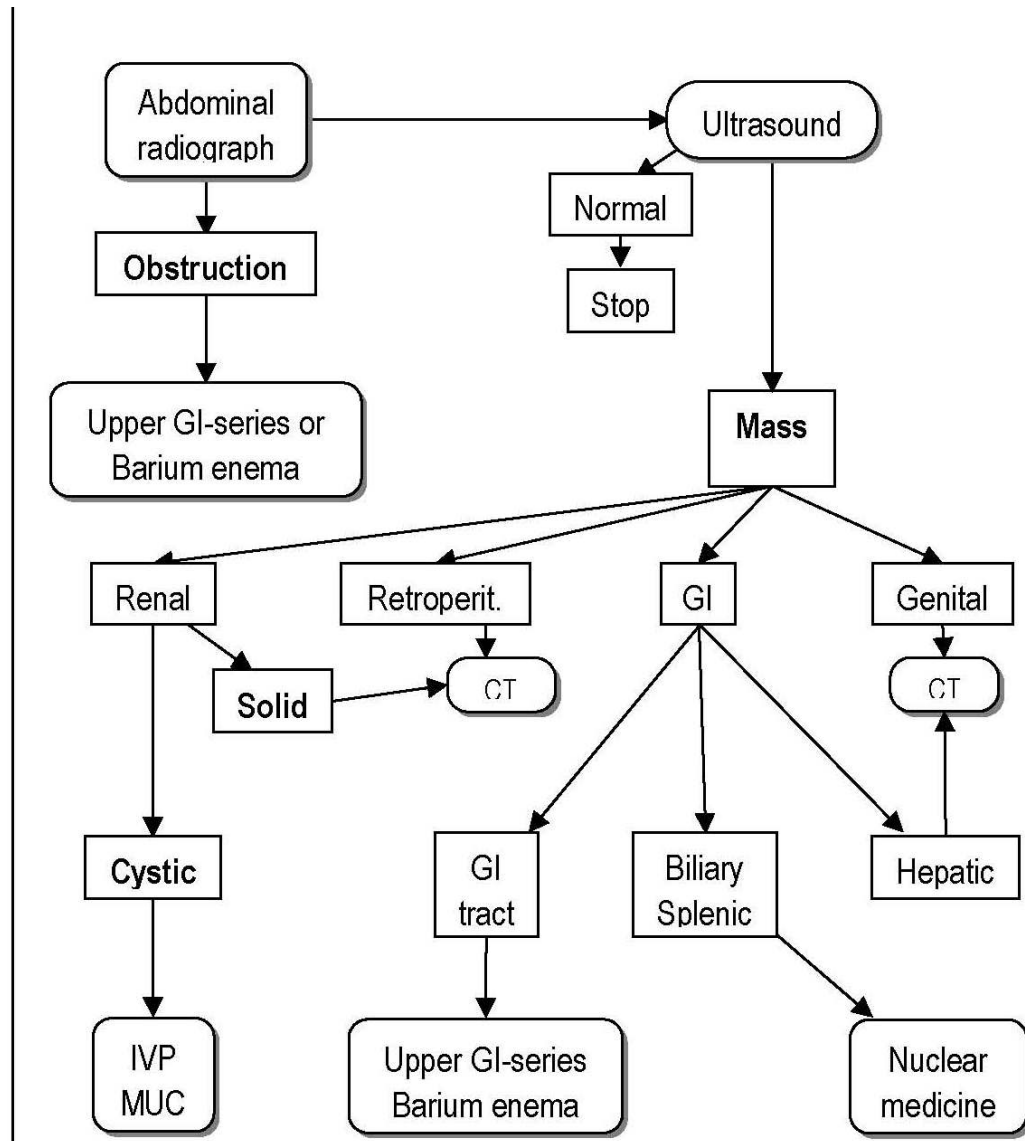 Abdominal
radiograph
Ultrasound
Normal
Obstruction
Stop
Upper GI-series or
Barium enema
Mass
Renal
Retroperit.
GI
Genital
Solid
CT
CT
Cystic
GI
tract
Biliary
Splenic
Hepatic
IVP
MUC
Upper GI-series
Barium enema
Nuclear
medicine